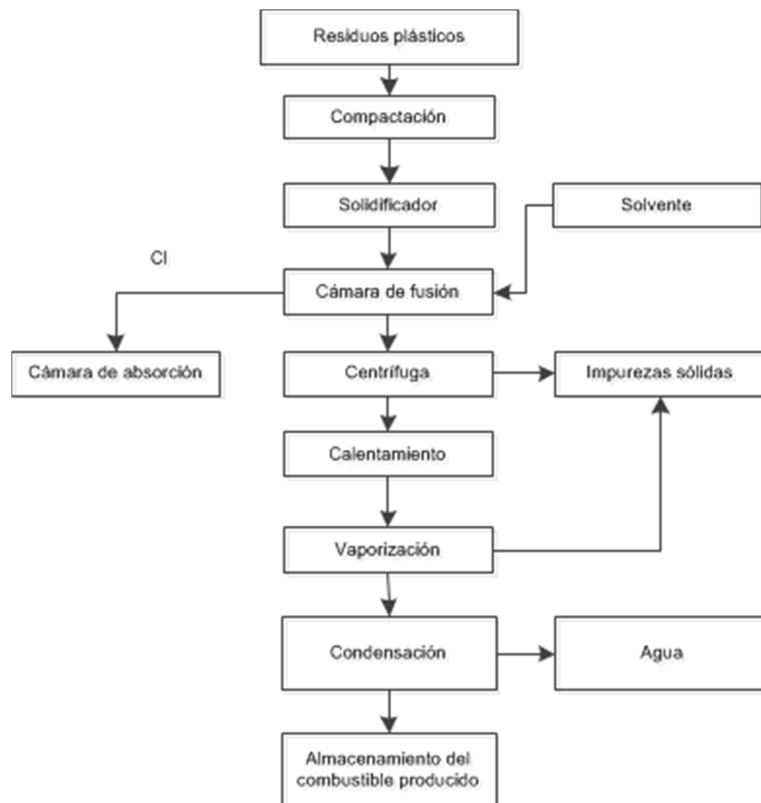 Residuos plásticos
Compactación
Solidificador
Solvente
Cl
Cámara de fusión
Cámara de absorción
Centrífuga
Impurezas sólidas
Calentamiento
Vaporización
Condensación
Agua
Almacenamiento del
combustible producido